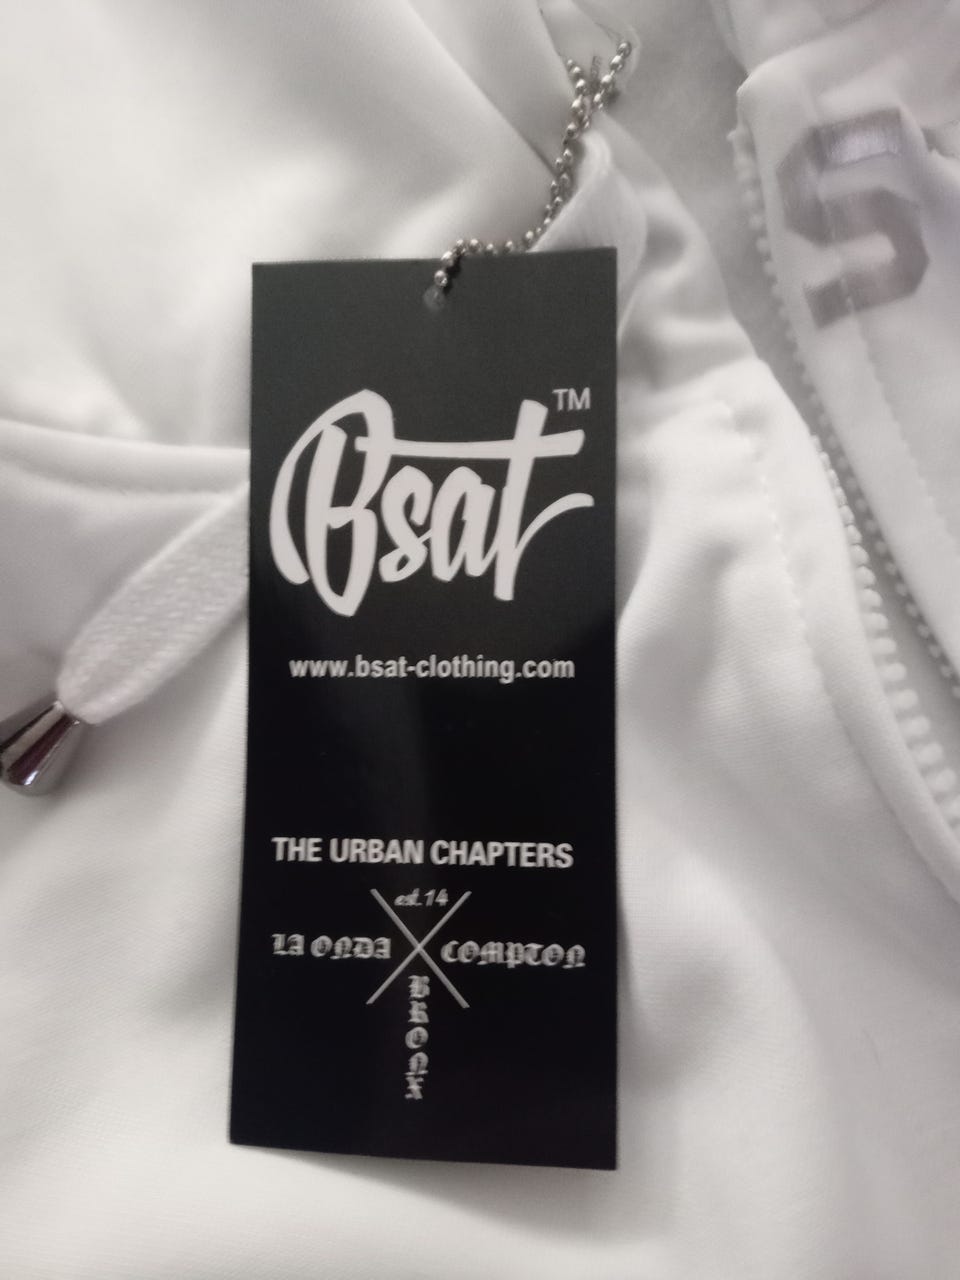 S
Bsat™
www.bsat-clothing.com
THE URBAN CHAPTERS
est.14
LA ONDA COMPTON
BRONX